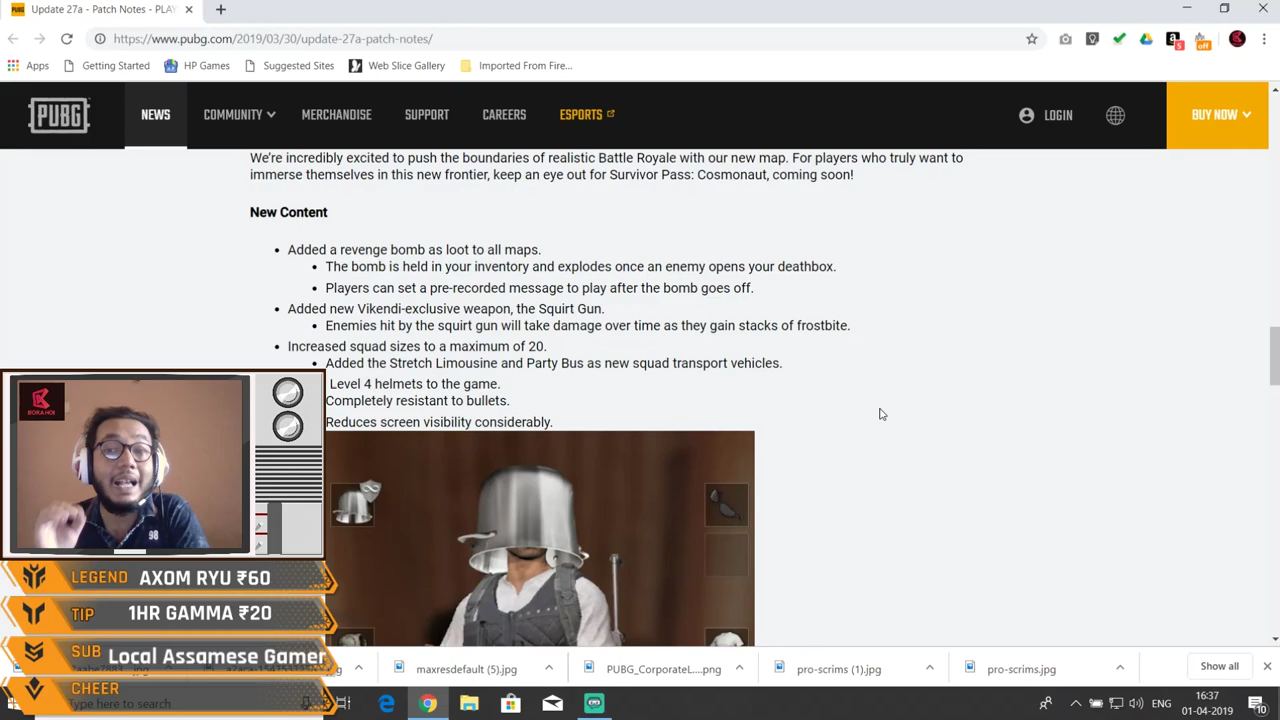 Update 27a - Patch Notes - PLAY
https://www.pubg.com/2019/03/30/update-27a-patch-notes/
5
off
Apps
Getting Started
HP Games
Suggested Sites
Web Slice Gallery
Imported From Fire...
PUBG
NEWS
COMMUNITY
MERCHANDISE
SUPPORT
CAREERS
ESPORTS
LOGIN
BUY NOW
We're incredibly excited to push the boundaries of realistic Battle Royale with our new map. For players who truly want to
immerse themselves in this new frontier, keep an eye out for Survivor Pass: Cosmonaut, coming soon!
New Content
• Added a revenge bomb as loot to all maps.
• The bomb is held in your inventory and explodes once an enemy opens your deathbox.
• Players can set a pre-recorded message to play after the bomb goes off.
• Added new Vikendi-exclusive weapon, the Squirt Gun.
• Enemies hit by the squirt gun will take damage over time as they gain stacks of frostbite.
• Increased squad sizes to a maximum of 20.
• Added the Stretch Limousine and Party Bus as new squad transport vehicles.
Level 4 helmets to the game.
Completely resistant to bullets.
Reduces screen visibility considerably.
98
LEGEND AXOM RYU ₹60
TIP 1HR GAMMA ₹20
SUB Local Assamese Gamer
CHEER
maxresdefault (5).jpg
PUBG_CorporateL....png
pro-scrims (1).jpg
pro-scrims.jpg
Show all
Type here to search
ENG
16:37
01-04-2019
10